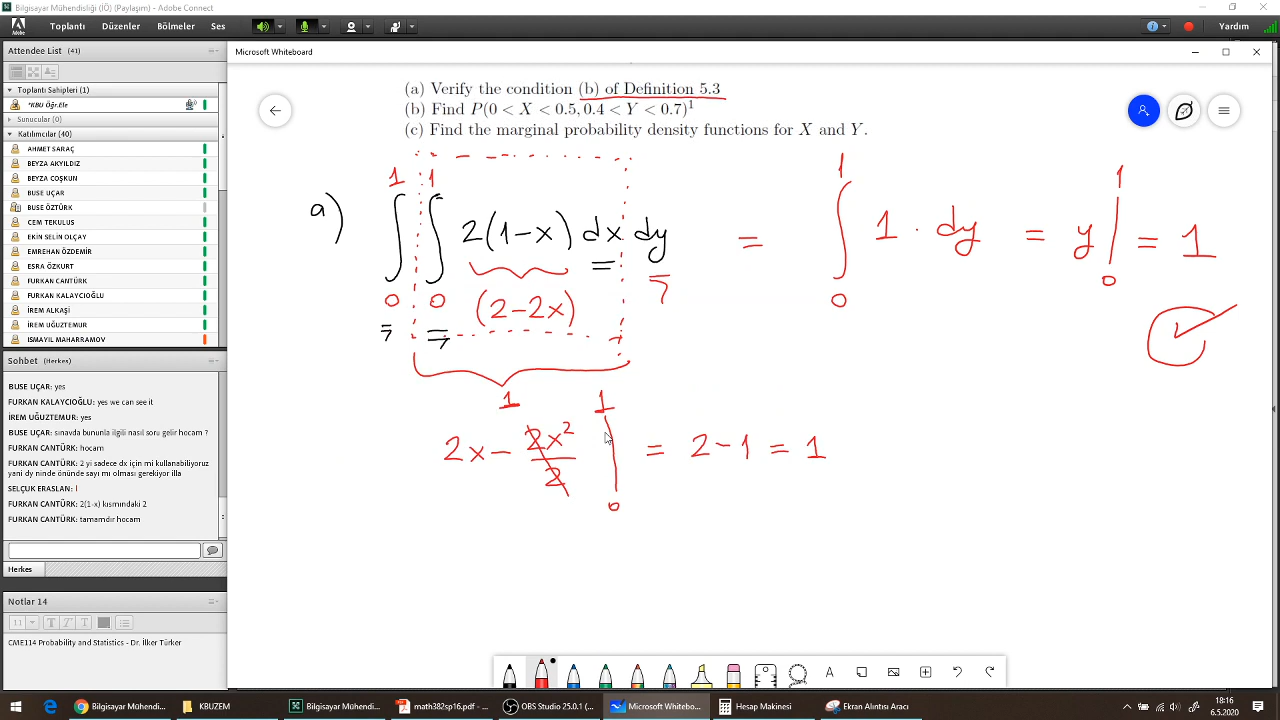 Bilgisayar Mühendisliği (İÖ) (Paylaşım) - Adobe Connect
Toplantı Düzenler Bölmeler Ses Yardım
Attendee List (41)
Toplantı Sahipleri (1)
*KBU Öğr.Ele
Sunucular (0)
Katılımcılar (40)
AHMET SARAÇ
BEYZA AKYILDIZ
BEYZA COŞKUN
BUSE UÇAR
BUSE ÖZTÜRK
CEM TEKULUS
EKİN SELİN OLÇAY
EMREHAN ÖZDEMİR
ESRA ÖZKURT
FURKAN CANTÜRK
FURKAN KALAYCIOĞLU
İREM ALKAŞİ
İREM UĞUZTEMUR
ISMAYIL MAHARRAMOV
Sohbet (Herkes)
BUSE UÇAR: yes
FURKAN KALAYCIOĞLU: yes we can see it
İREM UĞUZTEMUR: yes
BUSE UÇAR: sınavda bununla ilgili nasıl soru gelir hocam ?
FURKAN CANTÜRK: hocam
FURKAN CANTÜRK: 2 yi sadece dx için mi kullanabiliyoruz
yani dy ninde önünde sayı mı olması gerekiyor illa
SELÇUK ERASLAN: I
FURKAN CANTÜRK: 2(1-x) kısmındaki 2
FURKAN CANTÜRK: tamamdır hocam
Herkes
Notlar 14
11
CME114 Probability and Statistics - Dr. İlker Türker
Microsoft Whiteboard
(a) Verify the condition (b) of Definition 5.3
(b) Find P(0 < X < 0.5, 0.4 < Y < 0.7)¹
(c) Find the marginal probability density functions for X and Y.
a) ∫₀¹ ∫₀¹ 2(1-x) dx dy = ∫₀¹ 1 · dy = y |₀¹ = 1
(2-2x)
1
2x - 2x²/2 |₀¹ = 2 - 1 = 1
Bilgisayar Mühendi...
KRUZEM
Bilgisayar Mühendi...
math382sp16.pdf - ...
OBS Studio 25.0.1 (...
Microsoft Whitebo...
Hesap Makinesi
Ekran Alıntısı Aracı
18:16
6.5.2020